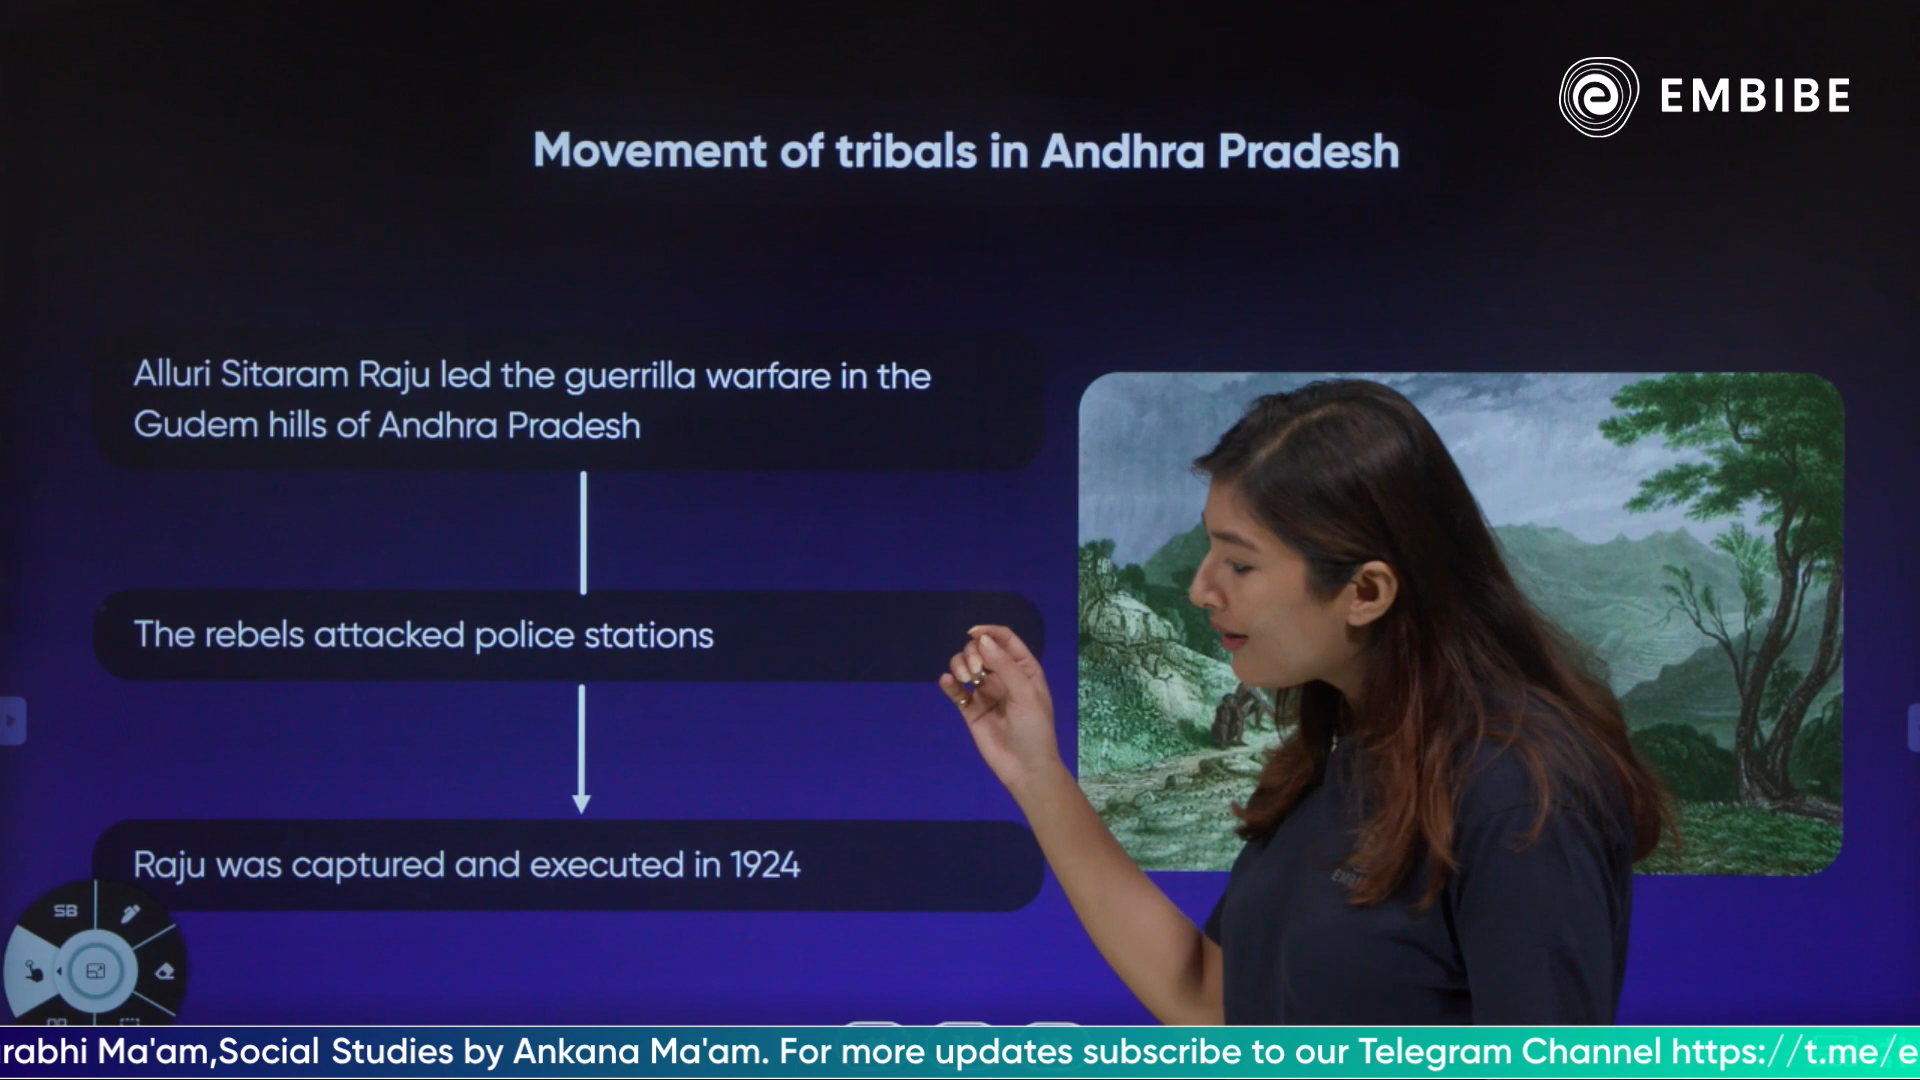 EMBIBE
Movement of tribals in Andhra Pradesh
Alluri Sitaram Raju led the guerrilla warfare in the
Gudem hills of Andhra Pradesh
The rebels attacked police stations
Raju was captured and executed in 1924
SB
rabhi Ma'am,Social Studies by Ankana Ma'am. For more updates subscribe to our Telegram Channel https://t.me/e